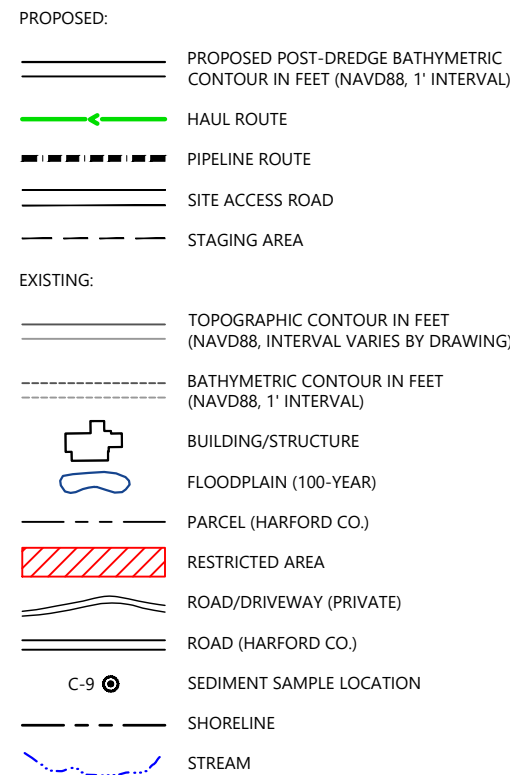 PROPOSED:
PROPOSED POST-DREDGE BATHYMETRIC
CONTOUR IN FEET (NAVD88, 1' INTERVAL)
HAUL ROUTE
PIPELINE ROUTE
SITE ACCESS ROAD
STAGING AREA
EXISTING:
TOPOGRAPHIC CONTOUR IN FEET
(NAVD88, INTERVAL VARIES BY DRAWING)
BATHYMETRIC CONTOUR IN FEET
(NAVD88, 1' INTERVAL)
BUILDING/STRUCTURE
FLOODPLAIN (100-YEAR)
PARCEL (HARFORD CO.)
RESTRICTED AREA
ROAD/DRIVEWAY (PRIVATE)
ROAD (HARFORD CO.)
C-9 SEDIMENT SAMPLE LOCATION
SHORELINE
STREAM